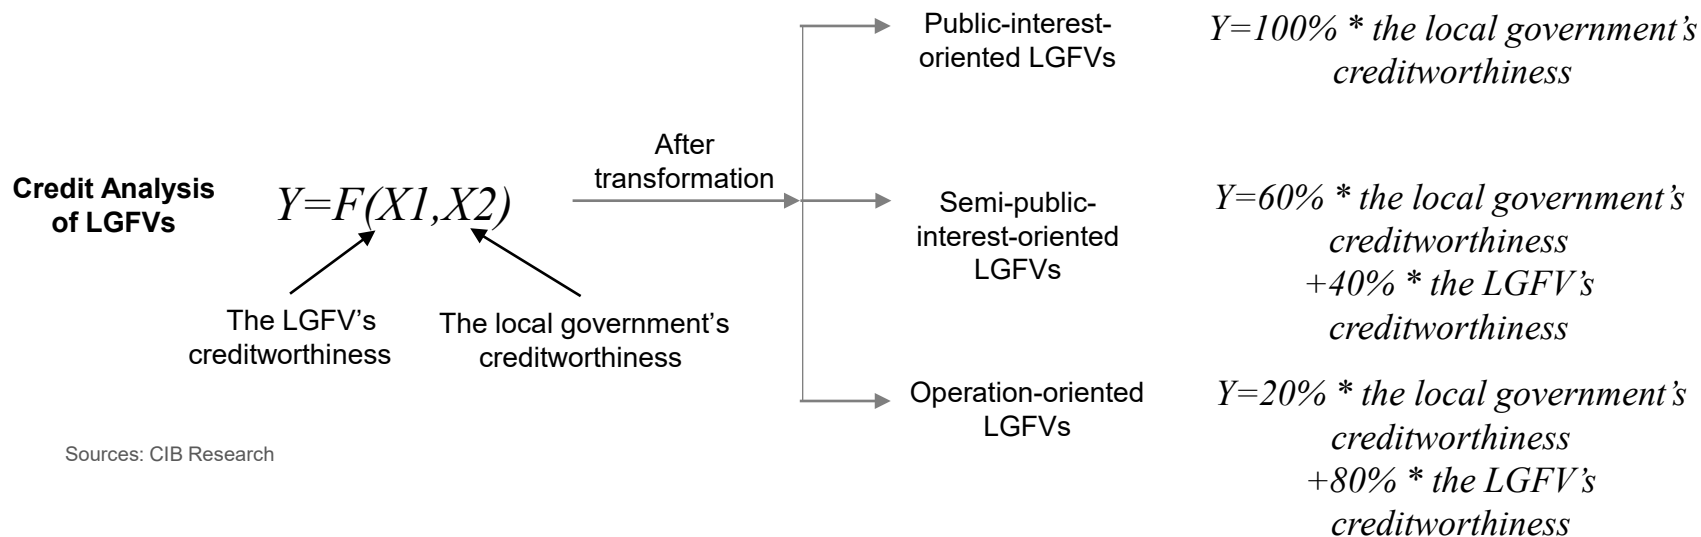 Credit Analysis
of LGFVs
Y=F(X1,X2)
The LGFV’s
creditworthiness
The local government’s
creditworthiness
After
transformation
Public-interest-
oriented LGFVs
Y=100% * the local government’s
creditworthiness
Semi-public-
interest-oriented
LGFVs
Y=60% * the local government’s
creditworthiness
+40% * the LGFV’s
creditworthiness
Operation-oriented
LGFVs
Y=20% * the local government’s
creditworthiness
+80% * the LGFV’s
creditworthiness
Sources: CIB Research